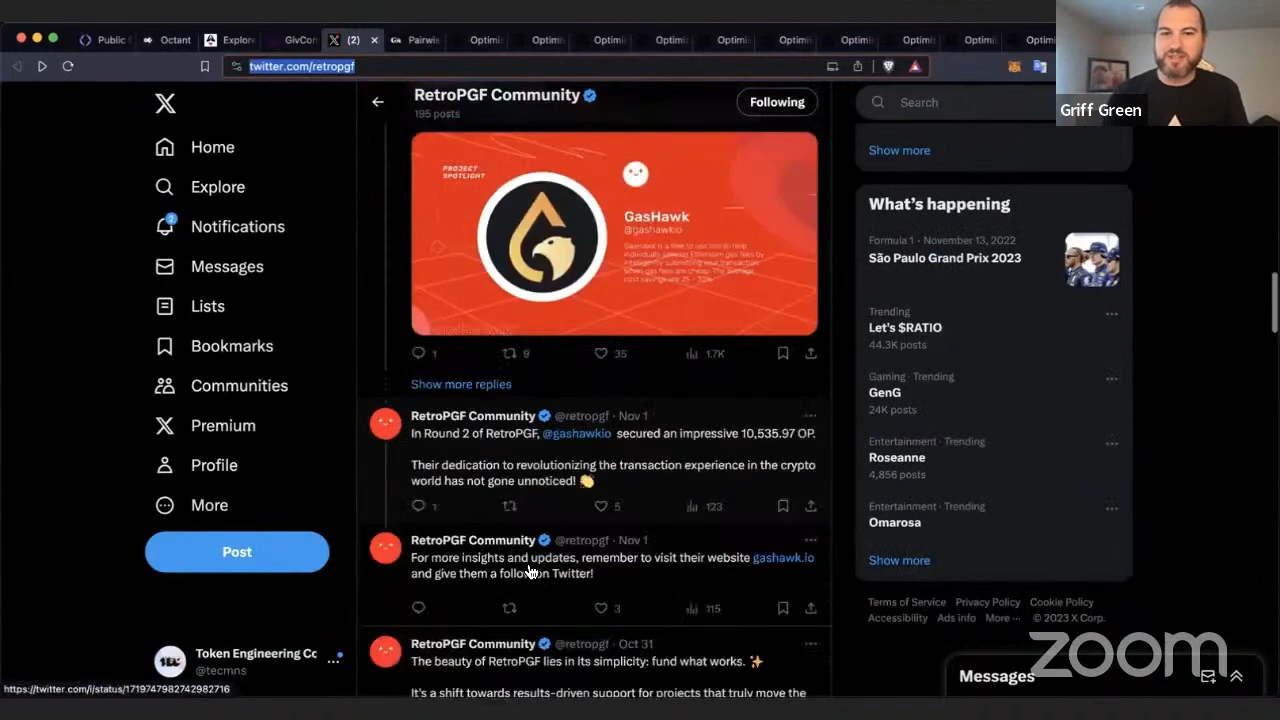 Public
Octant
Explor
GivCon
(2)
Pairwi
Optimi
Optimi
Optimi
Optimi
Optimi
Optimi
Optimi
Optimi
Optimi
Optimi
twitter.com/retropgf
Griff Green
Home
Explore
Notifications
2
Messages
Lists
Bookmarks
Communities
Premium
Profile
More
Post
Token Engineering Cc
@tecmns
https://twitter.com/i/status/1719747982742982716
RetroPGF Community
195 posts
Following
PROJECT
SPOTLIGHT
GasHawk
@gashawkio
1 9 35 1.7K
Show more replies
RetroPGF Community @retropgf · Nov 1
In Round 2 of RetroPGF, @gashawkio secured an impressive 10,535.97 OP.
Their dedication to revolutionizing the transaction experience in the crypto
world has not gone unnoticed! 👏
1 5 123
RetroPGF Community @retropgf · Nov 1
For more insights and updates, remember to visit their website gashawk.io
and give them a follow on Twitter!
3 115
RetroPGF Community @retropgf · Oct 31
The beauty of RetroPGF lies in its simplicity: fund what works. ✨
It's a shift towards results-driven support for projects that truly move the
Search
Show more
What's happening
Formula 1 · November 13, 2022
São Paulo Grand Prix 2023
Trending
Let's $RATIO
44.3K posts
Gaming · Trending
GenG
24K posts
Entertainment · Trending
Roseanne
4,856 posts
Entertainment · Trending
Omarosa
Show more
Terms of Service Privacy Policy Cookie Policy
Accessibility Ads info More ··· © 2023 X Corp.
Messages
zoom